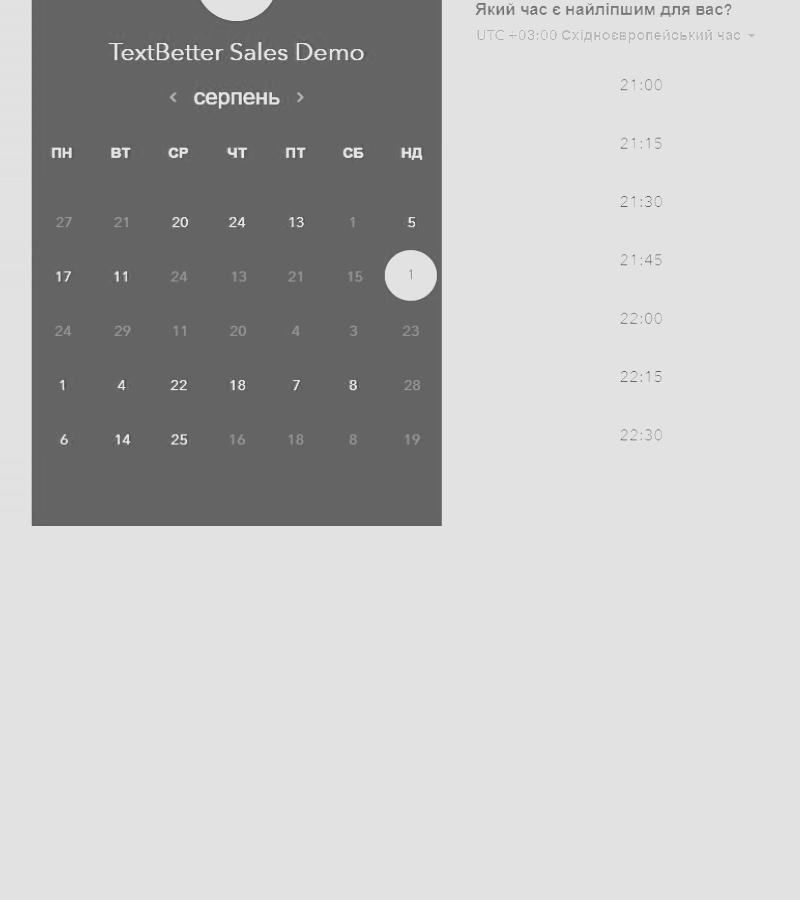 TextBetter Sales Demo
серпень
ПН ВТ СР ЧТ ПТ СБ НД
27 21 20 24 13 1 5
17 11 24 13 21 15 1
24 29 11 20 4 3 23
1 4 22 18 7 8 28
6 14 25 16 18 8 19
Який час є найліпшим для вас?
UTC +03:00 Східноєвропейський час
21:00
21:15
21:30
21:45
22:00
22:15
22:30